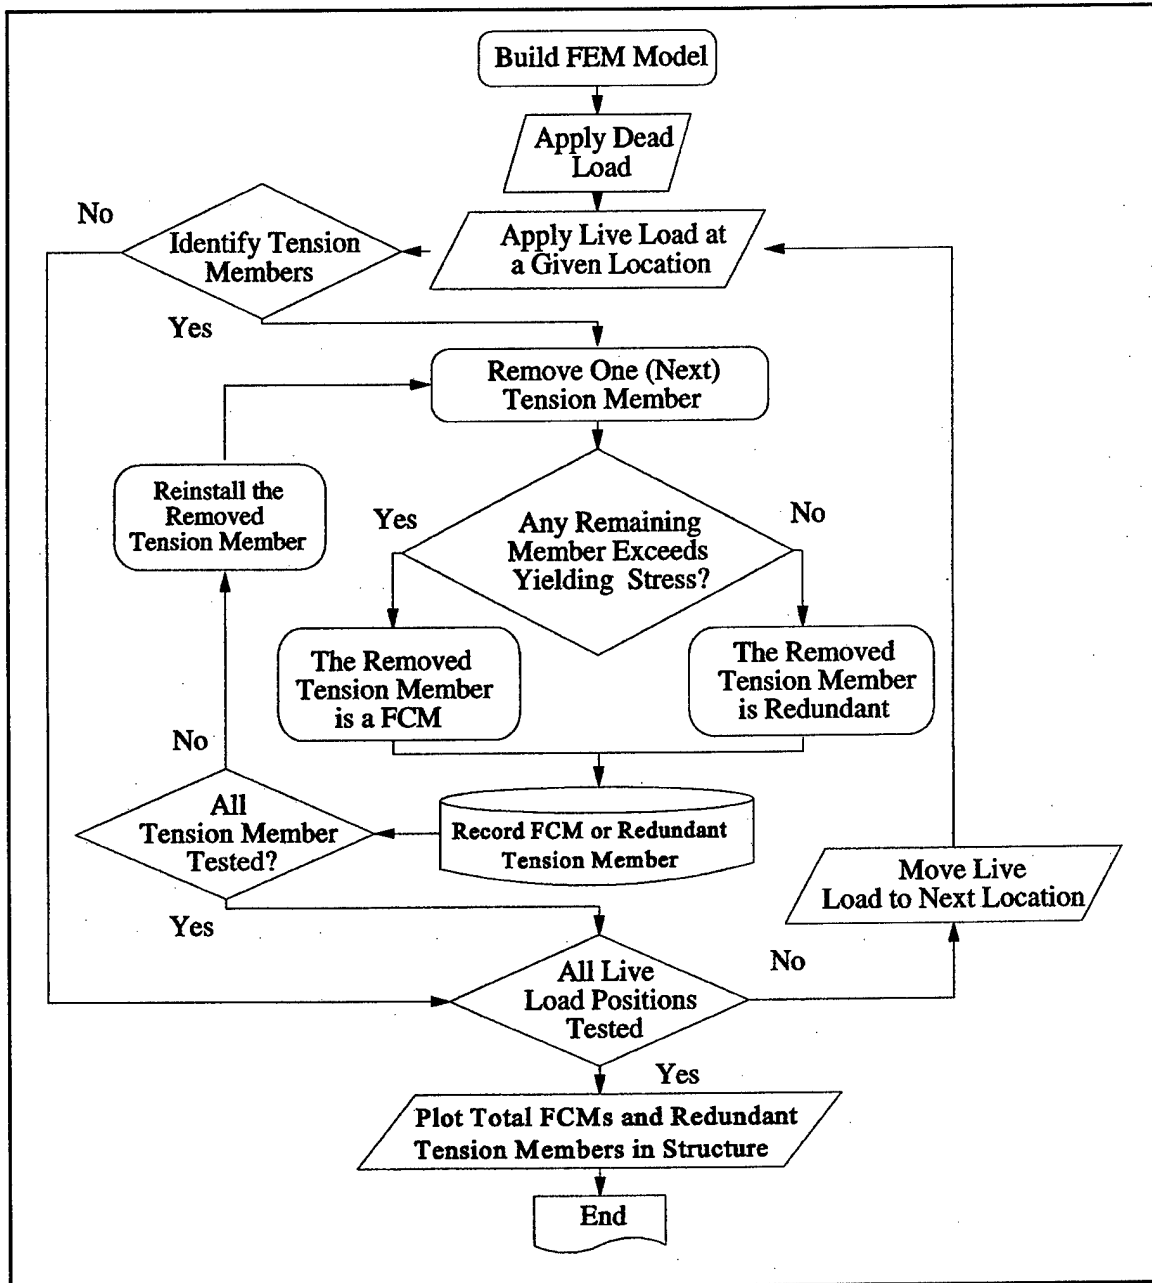 Build FEM Model
Apply Dead
Load
No
Identify Tension
Members
Apply Live Load at
a Given Location
Yes
Remove One (Next)
Tension Member
Reinstall the
Removed
Tension Member
Yes
Any Remaining
Member Exceeds
Yielding Stress?
No
The Removed
Tension Member
is a FCM
The Removed
Tension Member
is Redundant
No
All
Tension Member
Tested?
Record FCM or Redundant
Tension Member
Move Live
Load to Next Location
Yes
All Live
Load Positions
Tested
No
Yes
Plot Total FCMs and Redundant
Tension Members in Structure
End